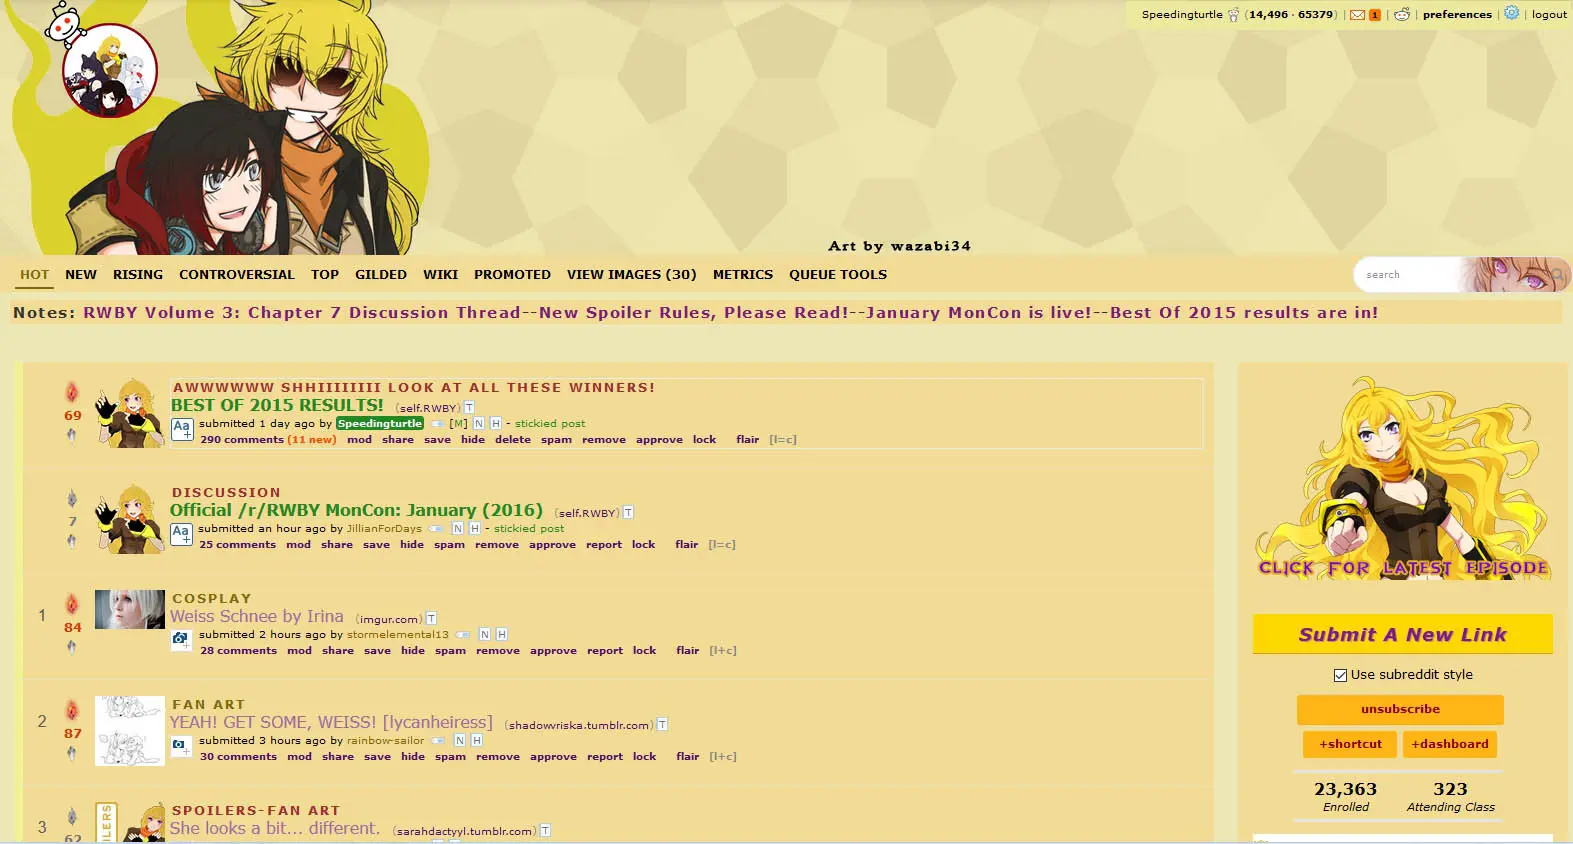 Speedingturtle (14,496 · 65379) | 1 | | preferences | | logout
Art by wazabi34
HOT NEW RISING CONTROVERSIAL TOP GILDED WIKI PROMOTED VIEW IMAGES (30) METRICS QUEUE TOOLS
search
Notes: RWBY Volume 3: Chapter 7 Discussion Thread--New Spoiler Rules, Please Read!--January MonCon is live!--Best Of 2015 results are in!
69
AWWWWWW SHHIIIIIIII LOOK AT ALL THESE WINNERS!
BEST OF 2015 RESULTS! (self.RWBY) T
Aa+ submitted 1 day ago by Speedingturtle [M] N H - stickied post
290 comments (11 new) mod share save hide delete spam remove approve lock flair [l=c]
7
DISCUSSION
Official /r/RWBY MonCon: January (2016) (self.RWBY) T
Aa+ submitted an hour ago by JillianForDays N H - stickied post
25 comments mod share save hide spam remove approve report lock flair [l=c]
1
84
COSPLAY
Weiss Schnee by Irina (imgur.com) T
submitted 2 hours ago by stormelemental13 N H
28 comments mod share save hide spam remove approve report lock flair [l+c]
2
87
FAN ART
YEAH! GET SOME, WEISS! [lycanheiress] (shadowvriska.tumblr.com) T
submitted 3 hours ago by rainbow-sailor N H
30 comments mod share save hide spam remove approve report lock flair [l+c]
3
62
SPOILERS-FAN ART
She looks a bit... different. (sarahdactyyl.tumblr.com) T
CLICK FOR LATEST EPISODE
Submit A New Link
Use subreddit style
unsubscribe
+shortcut +dashboard
23,363 323
Enrolled Attending Class